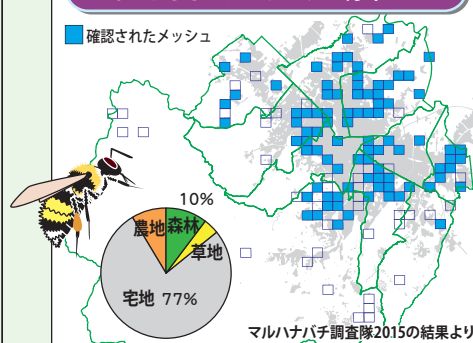 確認されたメッシュ
10%
農地
森林
草地
宅地 77%
マルハナバチ調査隊2015の結果より